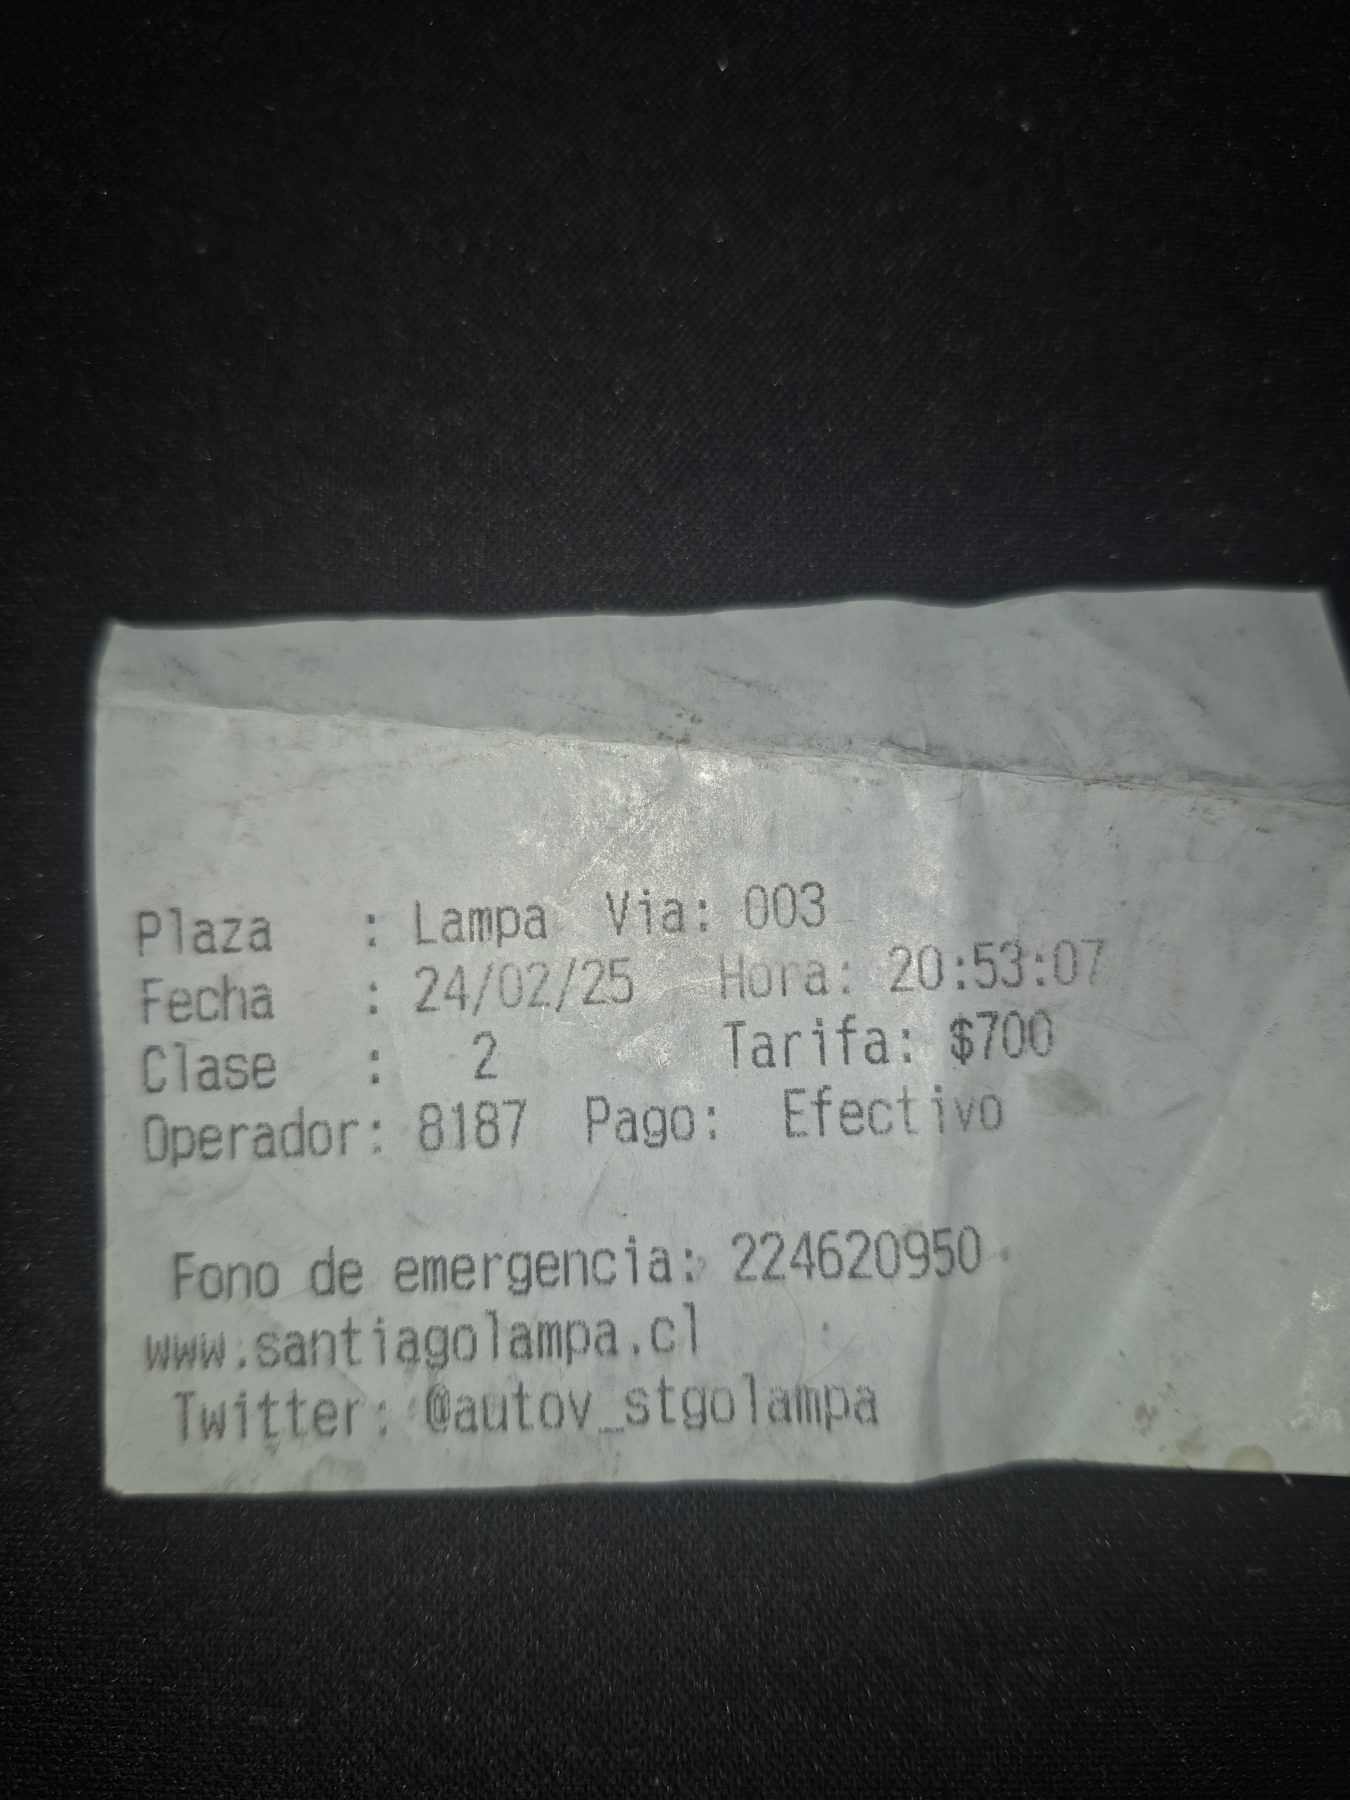 Plaza : Lampa Via: 003
Fecha : 24/02/25 Hora: 20:53:07
Clase : 2 Tarifa: $700
Operador: 8187 Pago: Efectivo
Fono de emergencia: 224620950
www.santiagolampa.cl
Twitter: @autov_stgolampa